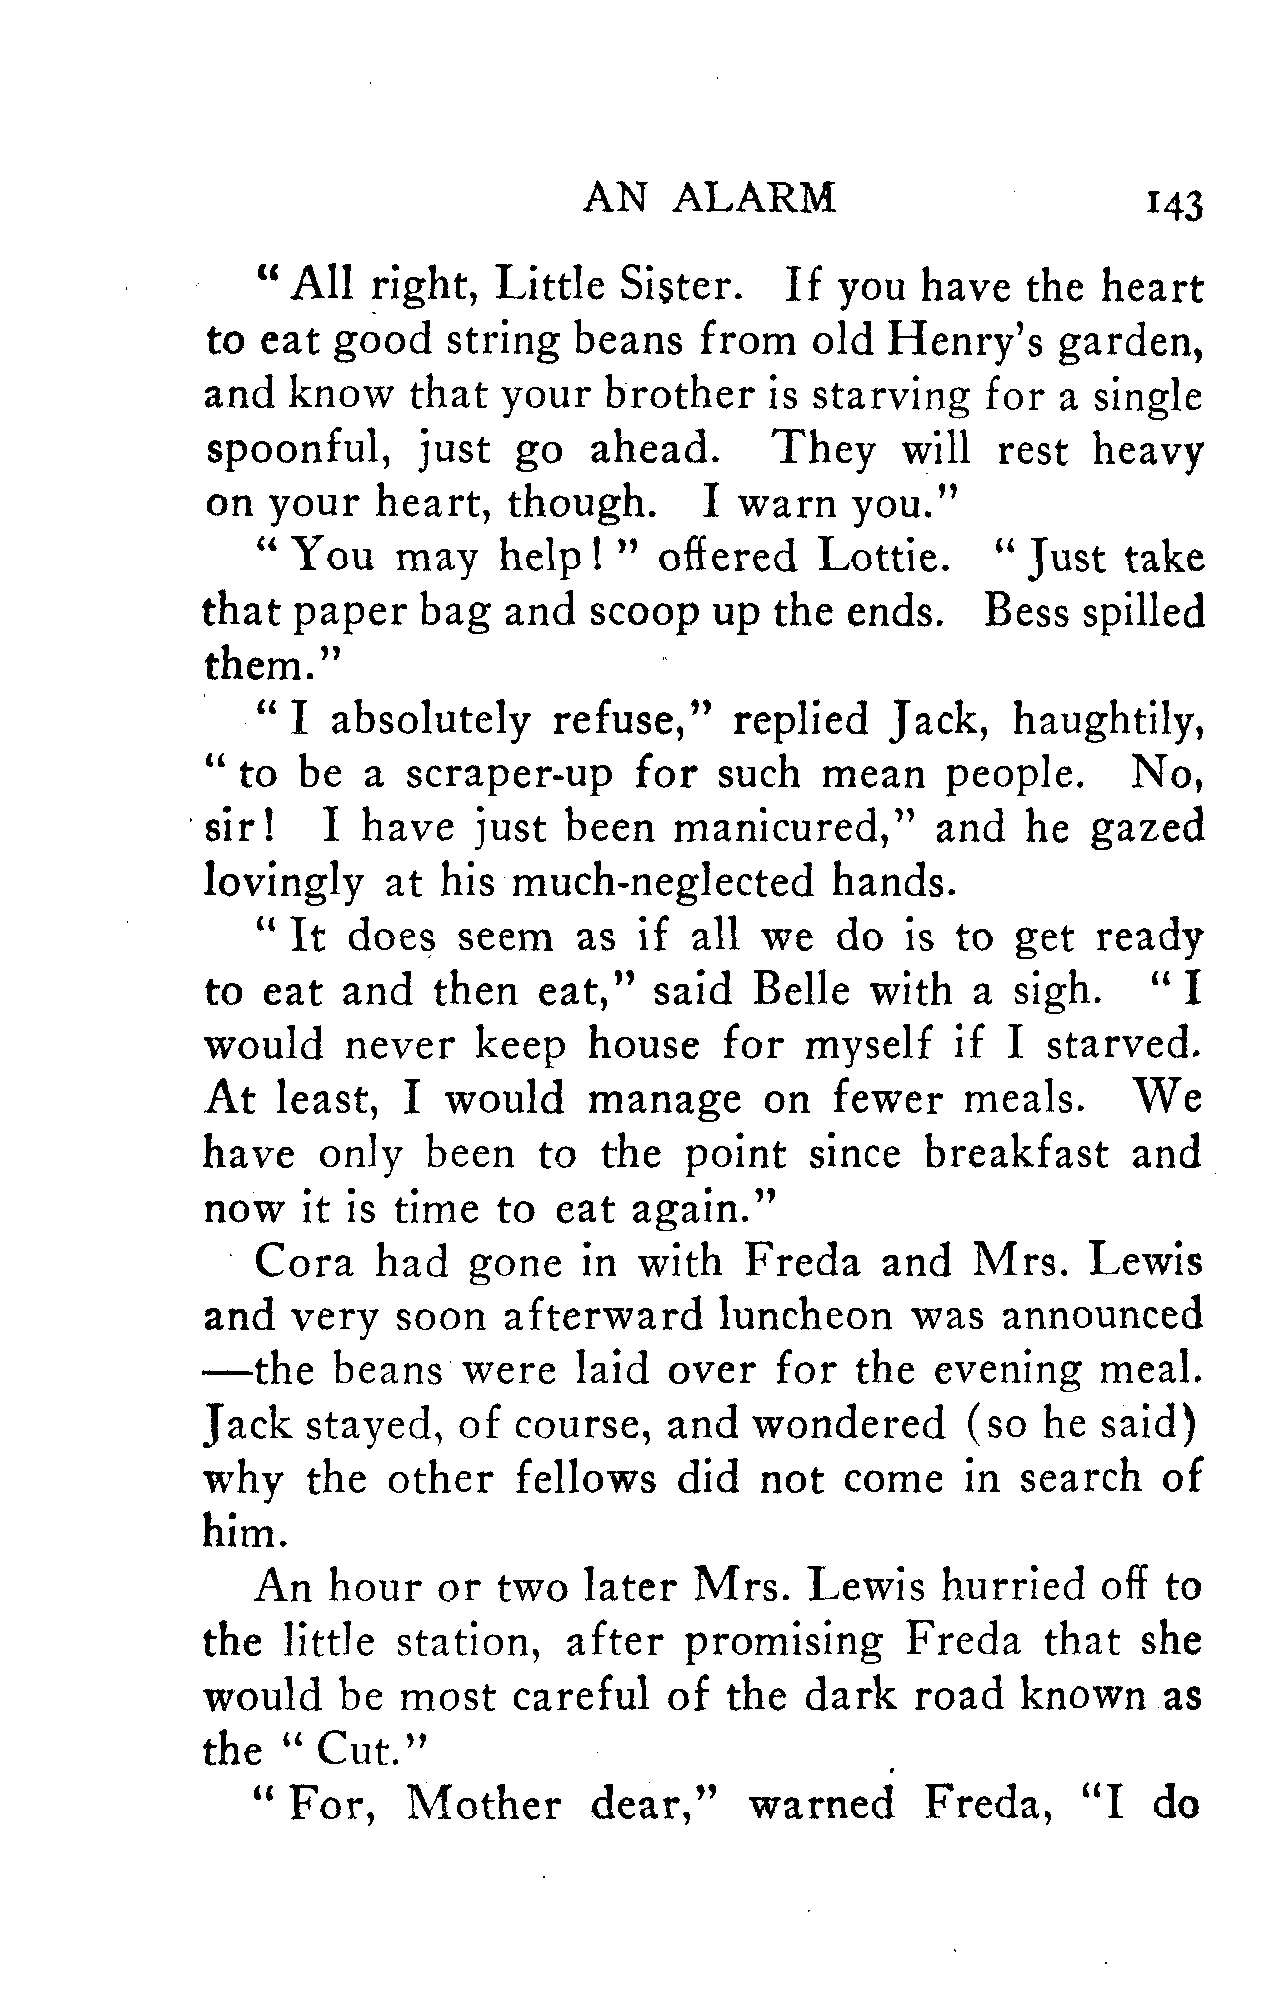 AN ALARM 143
" All right, Little Sister. If you have the heart
to eat good string beans from old Henry's garden,
and know that your brother is starving for a single
spoonful, just go ahead. They will rest heavy
on your heart, though. I warn you."
" You may help! " offered Lottie. " Just take
that paper bag and scoop up the ends. Bess spilled
them."
" I absolutely refuse," replied Jack, haughtily,
" to be a scraper-up for such mean people. No,
sir! I have just been manicured," and he gazed
lovingly at his much-neglected hands.
" It does seem as if all we do is to get ready
to eat and then eat," said Belle with a sigh. " I
would never keep house for myself if I starved.
At least, I would manage on fewer meals. We
have only been to the point since breakfast and
now it is time to eat again."
Cora had gone in with Freda and Mrs. Lewis
and very soon afterward luncheon was announced
—the beans were laid over for the evening meal.
Jack stayed, of course, and wondered (so he said)
why the other fellows did not come in search of
him.
An hour or two later Mrs. Lewis hurried off to
the little station, after promising Freda that she
would be most careful of the dark road known as
the " Cut."
" For, Mother dear," warned Freda, "I do